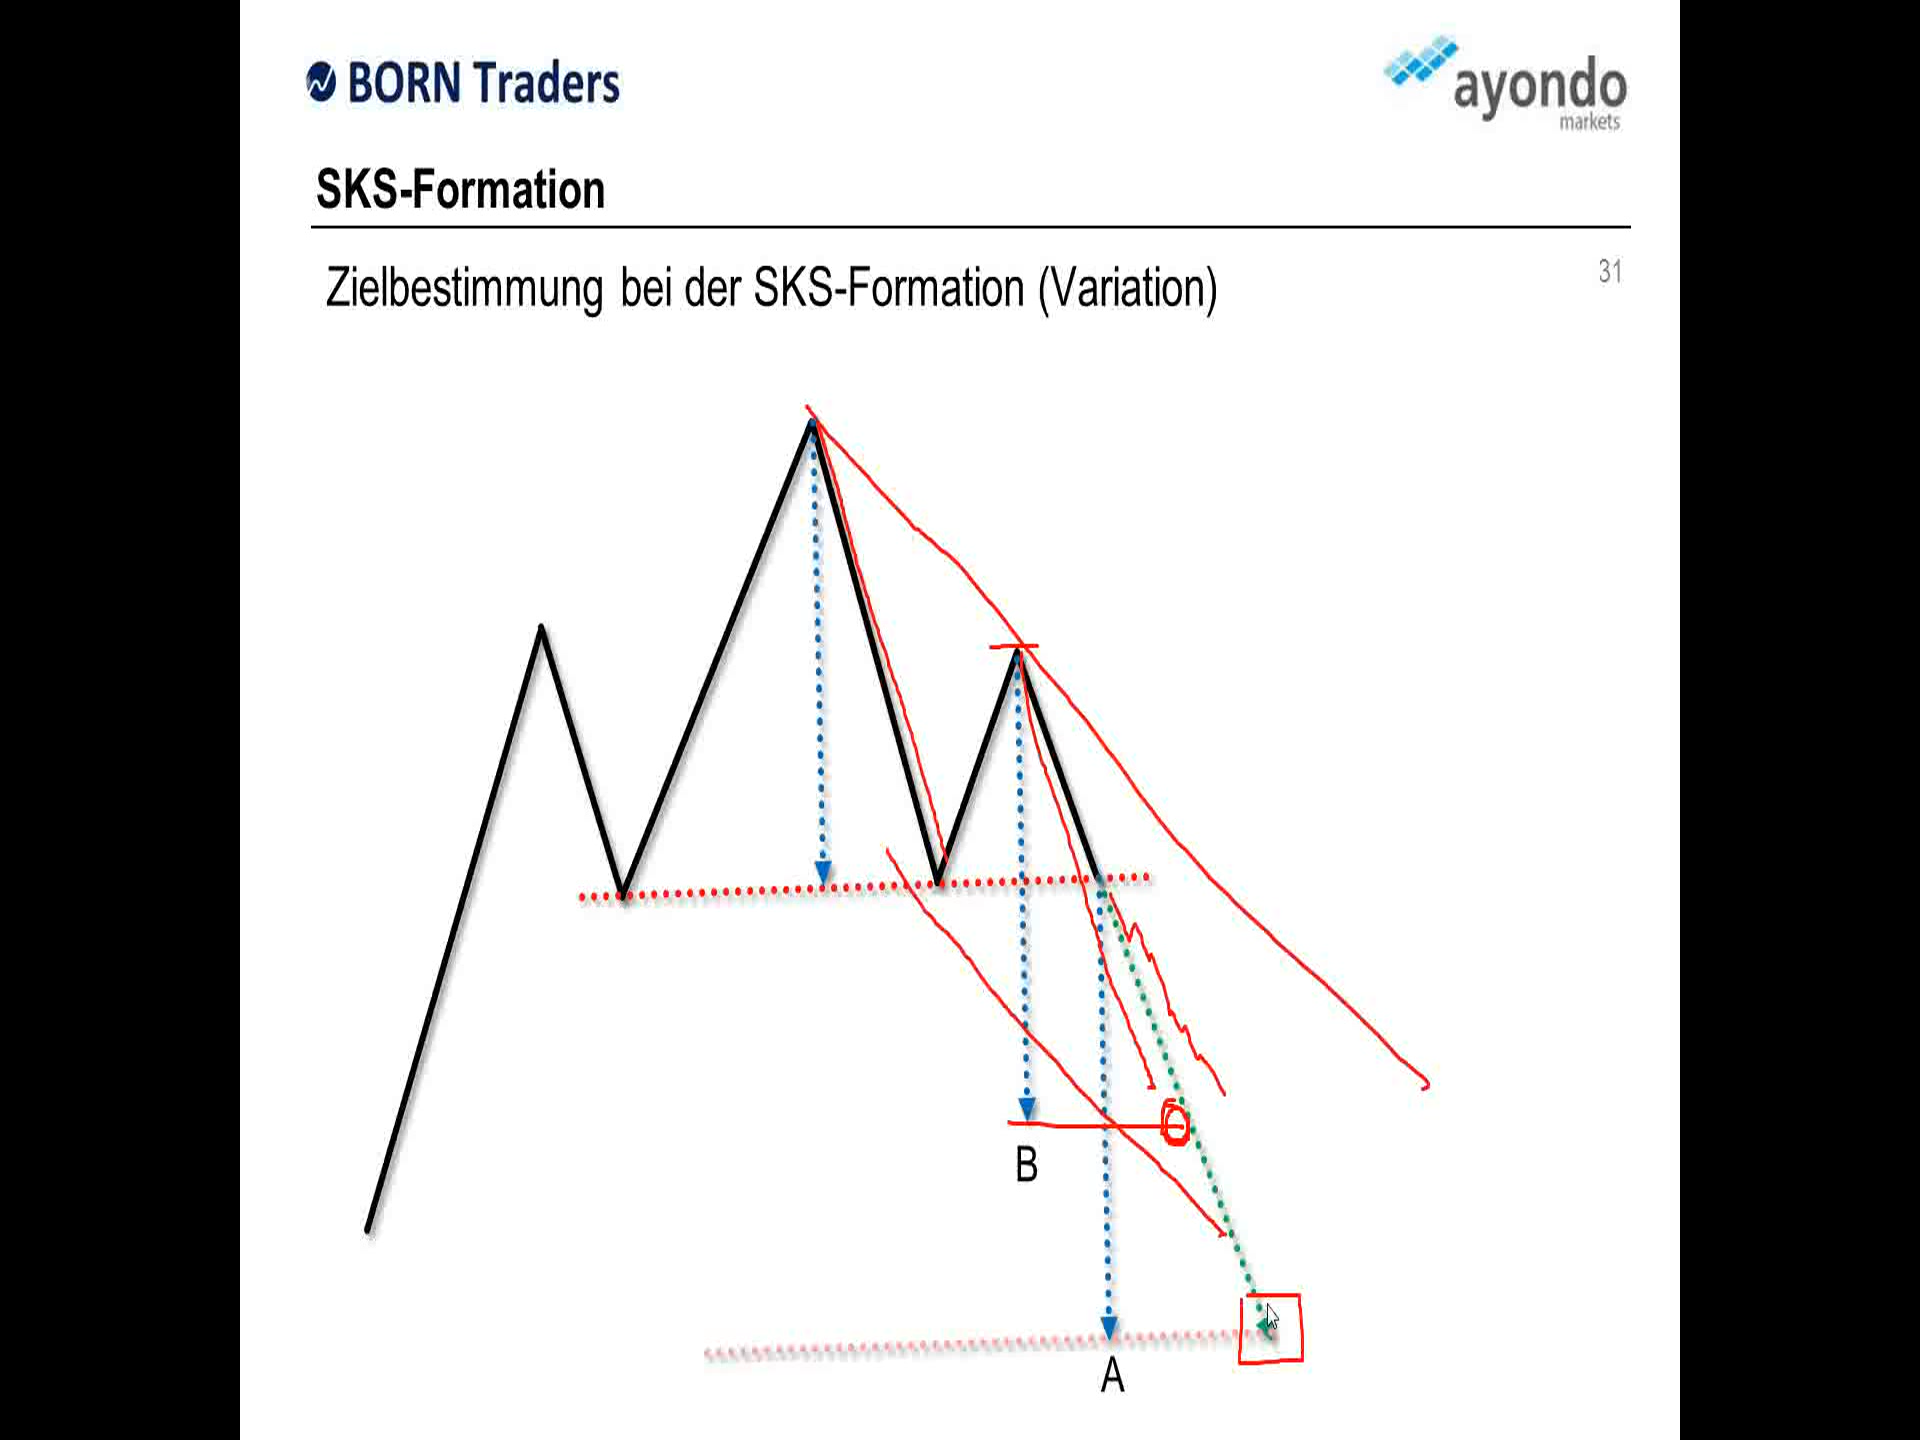 BORN Traders
ayondo
markets
SKS-Formation
Zielbestimmung bei der SKS-Formation (Variation)
31
B
A